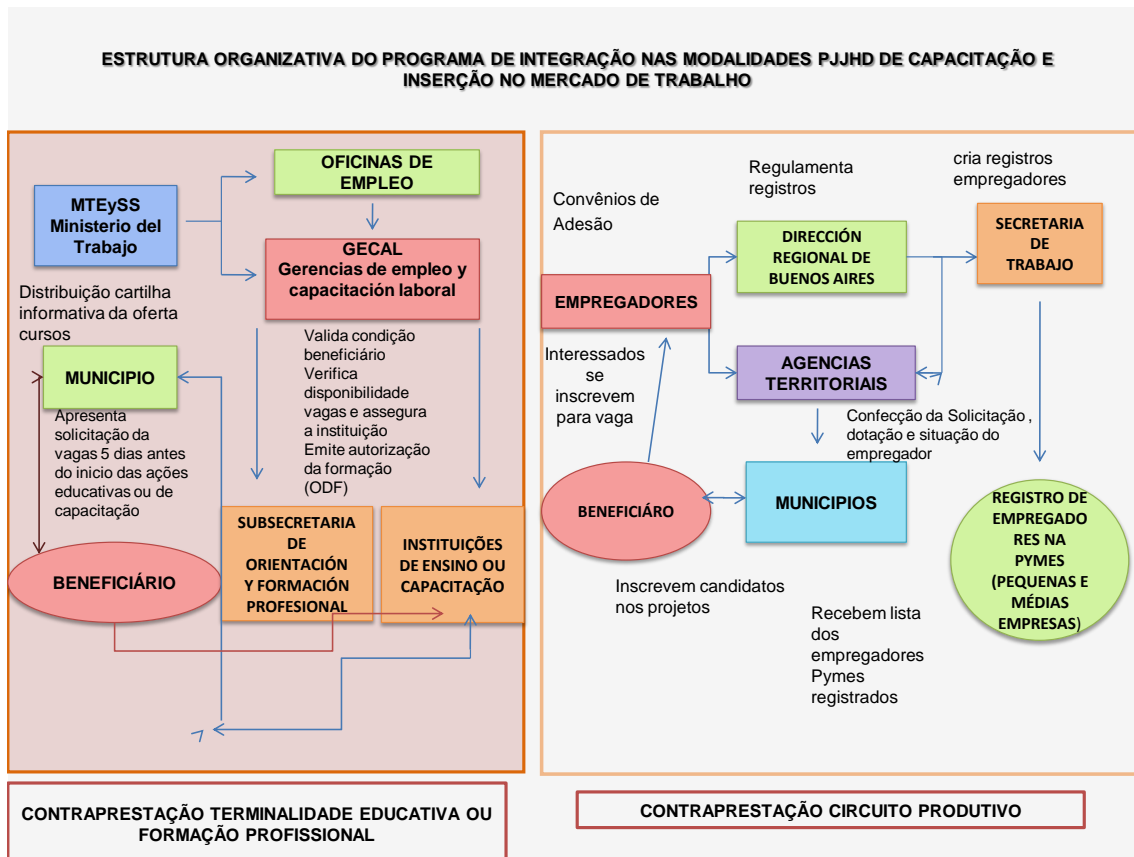 ESTRUTURA ORGANIZATIVA DO PROGRAMA DE INTEGRAÇÃO NAS MODALIDADES PJJHD DE CAPACITAÇÃO E
INSERÇÃO NO MERCADO DE TRABALHO
OFICINAS DE
EMPLEO
MTEySS
Ministerio del
Trabajo
GECAL
Gerencias de empleo y
capacitación laboral
Distribuição cartilha
informativa da oferta
cursos
MUNICIPIO
Apresenta
solicitação da
vagas 5 dias antes
do inicio das ações
educativas ou de
capacitação
Valida condição
beneficiário
Verifica
disponibilidade
vagas e assegura
a instituição
Emite autorização
da formação
(ODF)
SUBSECRETARIA
DE
ORIENTACIÓN
Y FORMACIÓN
PROFESIONAL
INSTITUIÇÕES
DE ENSINO OU
CAPACITAÇÃO
BENEFICIÁRIO
CONTRAPRESTAÇÃO TERMINALIDADE EDUCATIVA OU
FORMAÇÃO PROFISSIONAL
Convênios de
Adesão
Regulamenta
registros
cria registros
empregadores
EMPREGADORES
DIRECCIÓN
REGIONAL DE
BUENOS AIRES
SECRETARIA
DE
TRABAJO
Interessados
se
inscrevem
para vaga
AGENCIAS
TERRITORIAIS
Confecção da Solicitação ,
dotação e situação do
empregador
BENEFICIÁRO
MUNICIPIOS
REGISTRO DE
EMPREGADO
RES NA
PYMES
(PEQUENAS E
MÉDIAS
EMPRESAS)
Inscrevem candidatos
nos projetos
Recebem lista
dos
empregadores
Pymes
registrados
CONTRAPRESTAÇÃO CIRCUITO PRODUTIVO